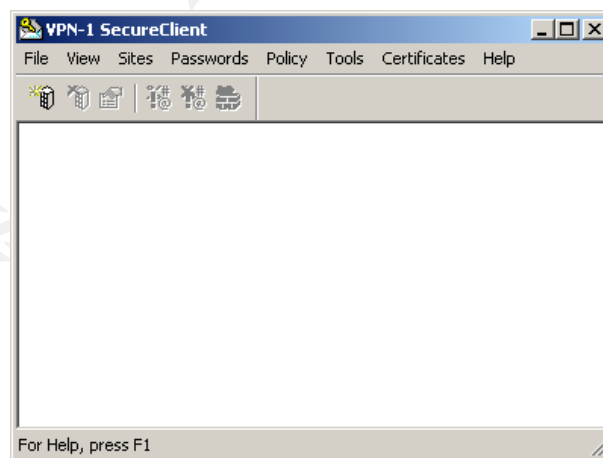 VPN-1 SecureClient
File View Sites Passwords Policy Tools Certificates Help
For Help, press F1